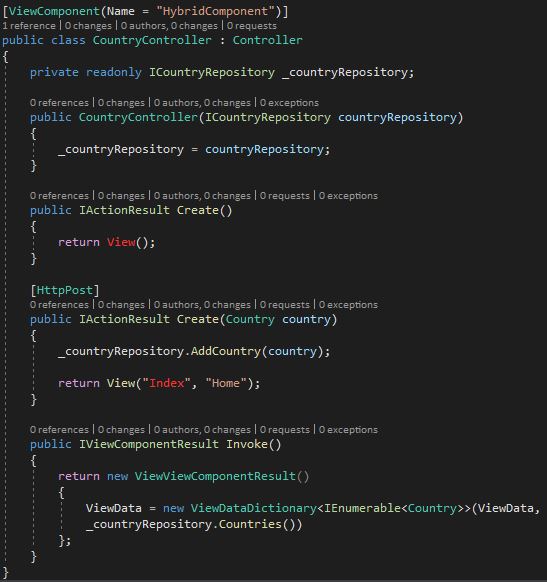 [ViewComponent(Name = "HybridComponent")]
1 reference | 0 changes | 0 authors, 0 changes | 0 requests
public class CountryController : Controller
{
    private readonly ICountryRepository _countryRepository;

    0 references | 0 changes | 0 authors, 0 changes | 0 exceptions
    public CountryController(ICountryRepository countryRepository)
    {
        _countryRepository = countryRepository;
    }

    0 references | 0 changes | 0 authors, 0 changes | 0 requests | 0 exceptions
    public IActionResult Create()
    {
        return View();
    }

    [HttpPost]
    0 references | 0 changes | 0 authors, 0 changes | 0 requests | 0 exceptions
    public IActionResult Create(Country country)
    {
        _countryRepository.AddCountry(country);

        return View("Index", "Home");
    }

    0 references | 0 changes | 0 authors, 0 changes | 0 requests | 0 exceptions
    public IViewComponentResult Invoke()
    {
        return new ViewViewComponentResult()
        {
            ViewData = new ViewDataDictionary<IEnumerable<Country>>(ViewData,
            _countryRepository.Countries())
        };
    }
}